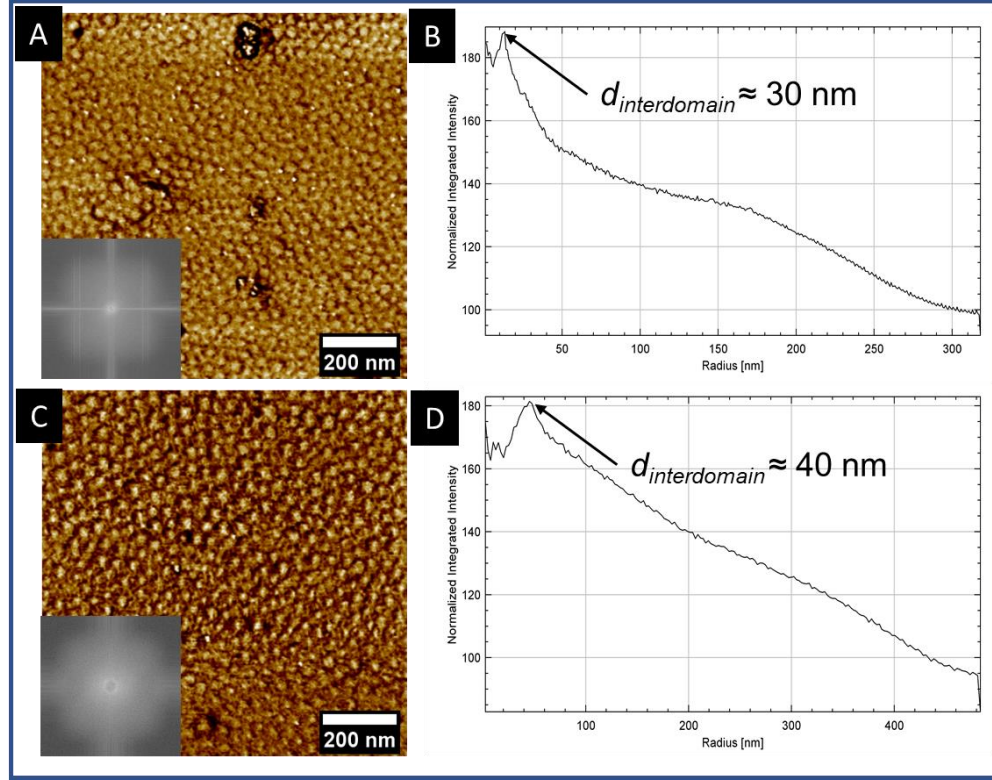 A
200 nm
B
180
160
140
120
100
Normalized Integrated Intensity
d_interdomain ≈ 30 nm
50 100 150 200 250 300
Radius [nm]
C
200 nm
D
180
160
140
120
100
Normalized Integrated Intensity
d_interdomain ≈ 40 nm
100 200 300 400
Radius [nm]